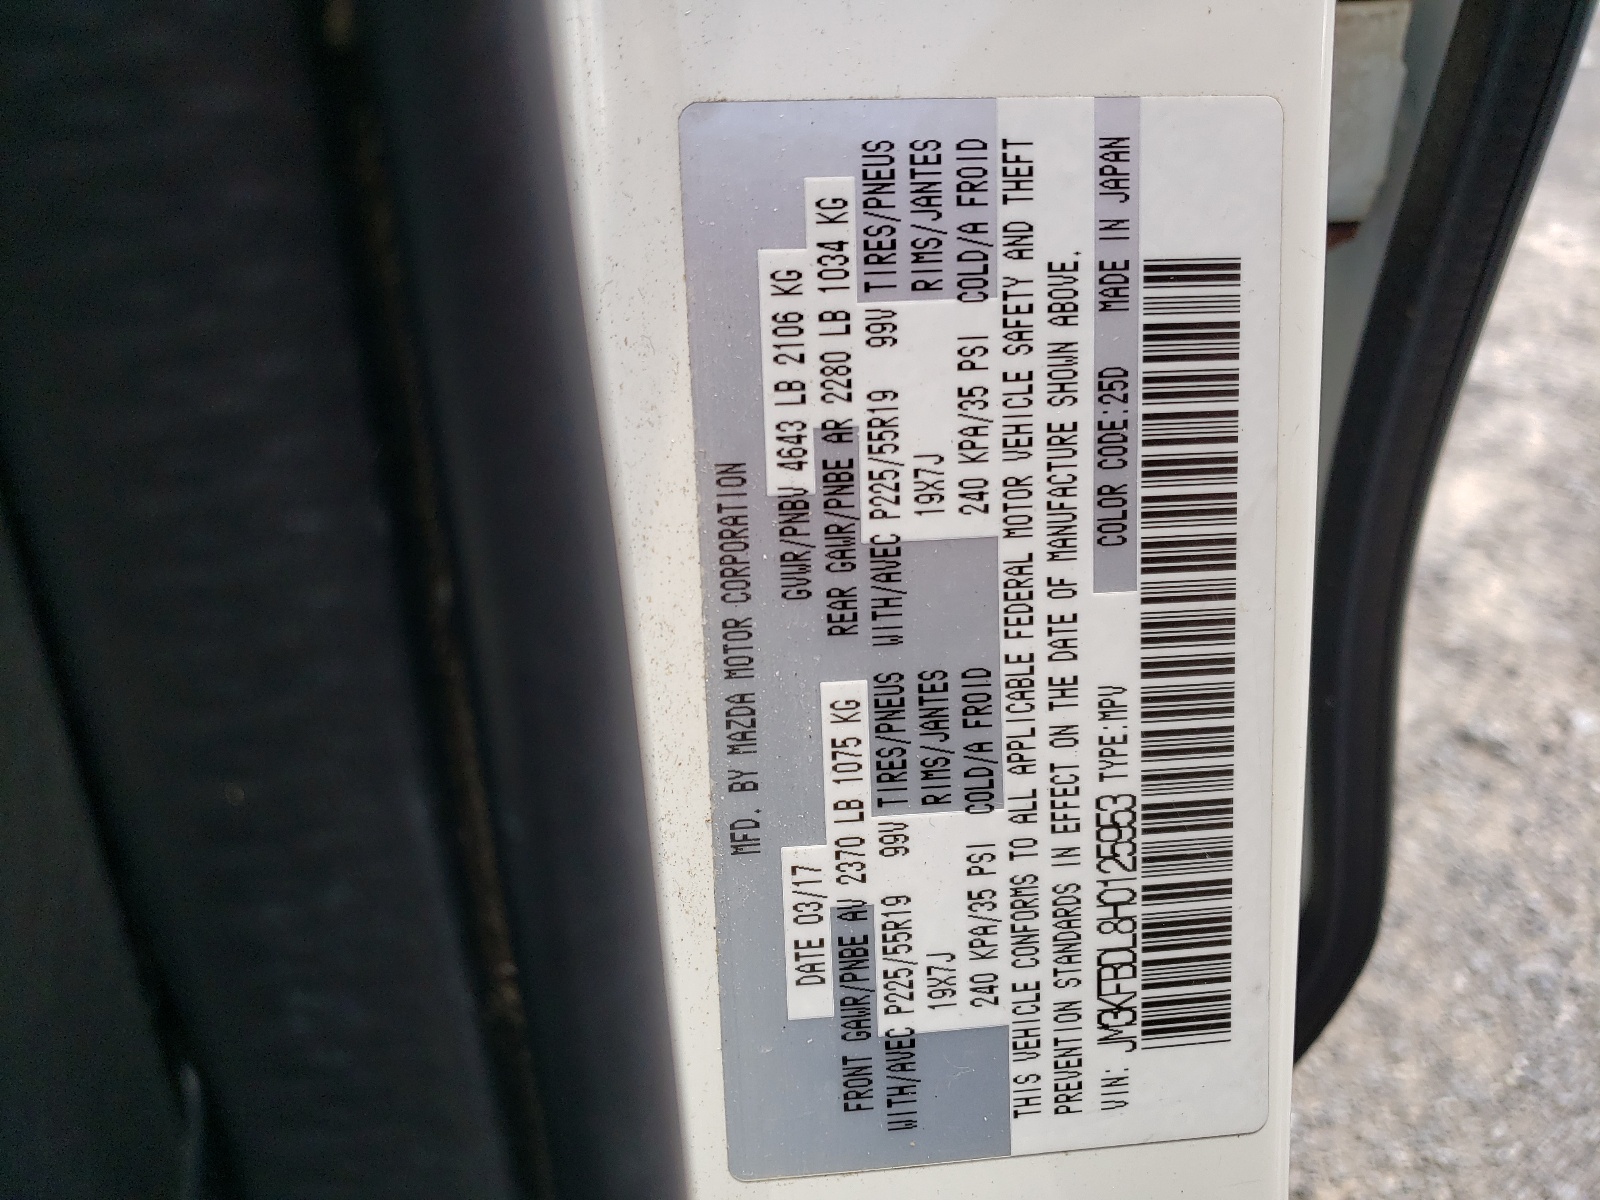 MFD. BY MAZDA MOTOR CORPORATION
DATE 03/17 GVWR/PNBV 4643 LB 2106 KG
FRONT GAWR/PNBE AV 2370 LB 1075 KG REAR GAWR/PNBE AR 2280 LB 1034 KG
WITH/AVEC P225/55R19 99V TIRES/PNEUS WITH/AVEC P225/55R19 99V TIRES/PNEUS
19X7J RIMS/JANTES 19X7J RIMS/JANTES
240 KPA/35 PSI COLD/A FROID 240 KPA/35 PSI COLD/A FROID
THIS VEHICLE CONFORMS TO ALL APPLICABLE FEDERAL MOTOR VEHICLE SAFETY AND THEFT
PREVENTION STANDARDS IN EFFECT ON THE DATE OF MANUFACTURE SHOWN ABOVE.
VIN: JM3KFBDL8H0125953 TYPE:MPV COLOR CODE:25D MADE IN JAPAN